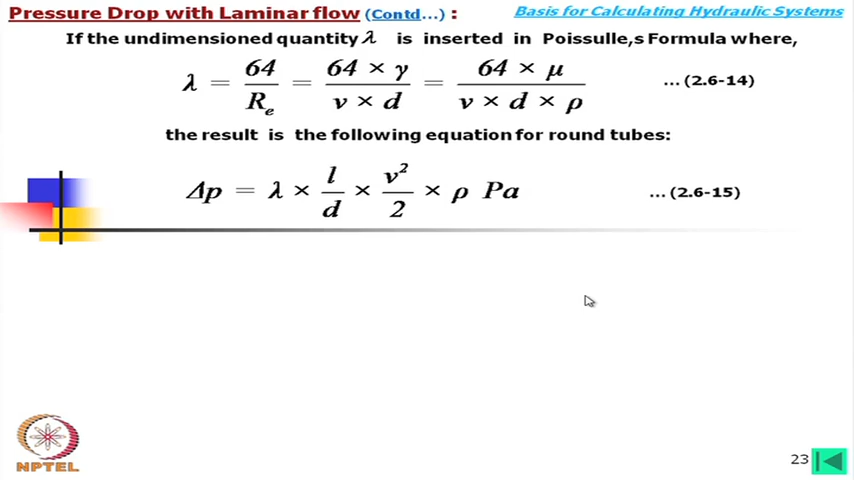 Pressure Drop with Laminar flow (Contd…) :
Basis for Calculating Hydraulic Systems
If the undimensioned quantity λ is inserted in Poissulle,s Formula where,
λ = 64 / Re = 64 × γ / v × d = 64 × μ / v × d × ρ … (2.6-14)
the result is the following equation for round tubes:
Δp = λ × l / d × v² / 2 × ρ Pa … (2.6-15)
NPTEL
23